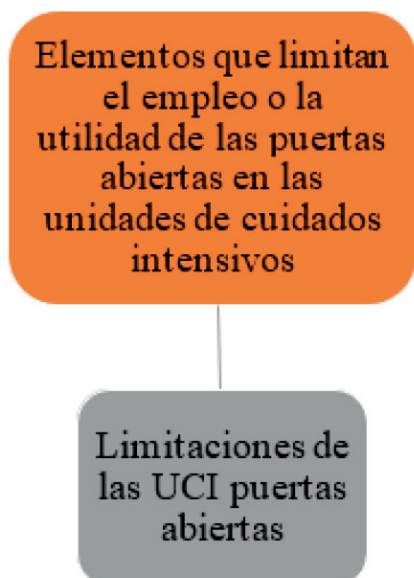 Elementos que limitan
el empleo o la
utilidad de las puertas
abiertas en las
unidades de cuidados
intensivos
Limitaciones de
las UCI puertas
abiertas